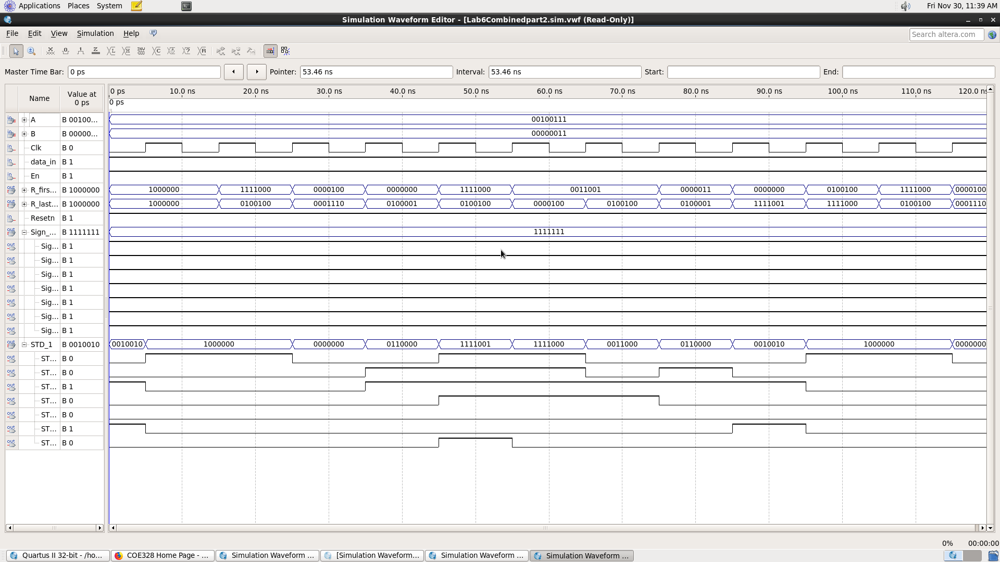 Applications Places System Fri Nov 30, 11:39 AM
Simulation Waveform Editor - [Lab6Combinedpart2.sim.vwf (Read-Only)]
File Edit View Simulation Help Search altera.com
Master Time Bar: 0 ps Pointer: 53.46 ns Interval: 53.46 ns Start: End:
Name Value at 0 ps
0 ps 10.0 ns 20.0 ns 30.0 ns 40.0 ns 50.0 ns 60.0 ns 70.0 ns 80.0 ns 90.0 ns 100.0 ns 110.0 ns 120.0 ns
0 ps
A B 00100... 00100111
B B 00000... 00000011
Clk B 0
data_in B 1
En B 1
R_firs... B 1000000 1000000 1111000 0000100 0000000 1111000 0011001 0000011 0000000 0100100 1111000 0000100
R_last... B 1000000 1000000 0100100 0001110 0100001 0100100 0000100 0100100 0100001 1111001 1111000 0100100 0001110
Resetn B 1
Sign_... B 1111111 1111111
Sig... B 1
Sig... B 1
Sig... B 1
Sig... B 1
Sig... B 1
Sig... B 1
Sig... B 1
STD_1 B 0010010 0010010 1000000 0000000 0110000 1111001 1111000 0011000 0110000 0010010 1000000 0000000
ST... B 0
ST... B 0
ST... B 1
ST... B 0
ST... B 0
ST... B 1
ST... B 0
0% 00:00:00
Quartus II 32-bit - /ho... COE328 Home Page - ... Simulation Waveform ... [Simulation Waveform... Simulation Waveform ... Simulation Waveform ...